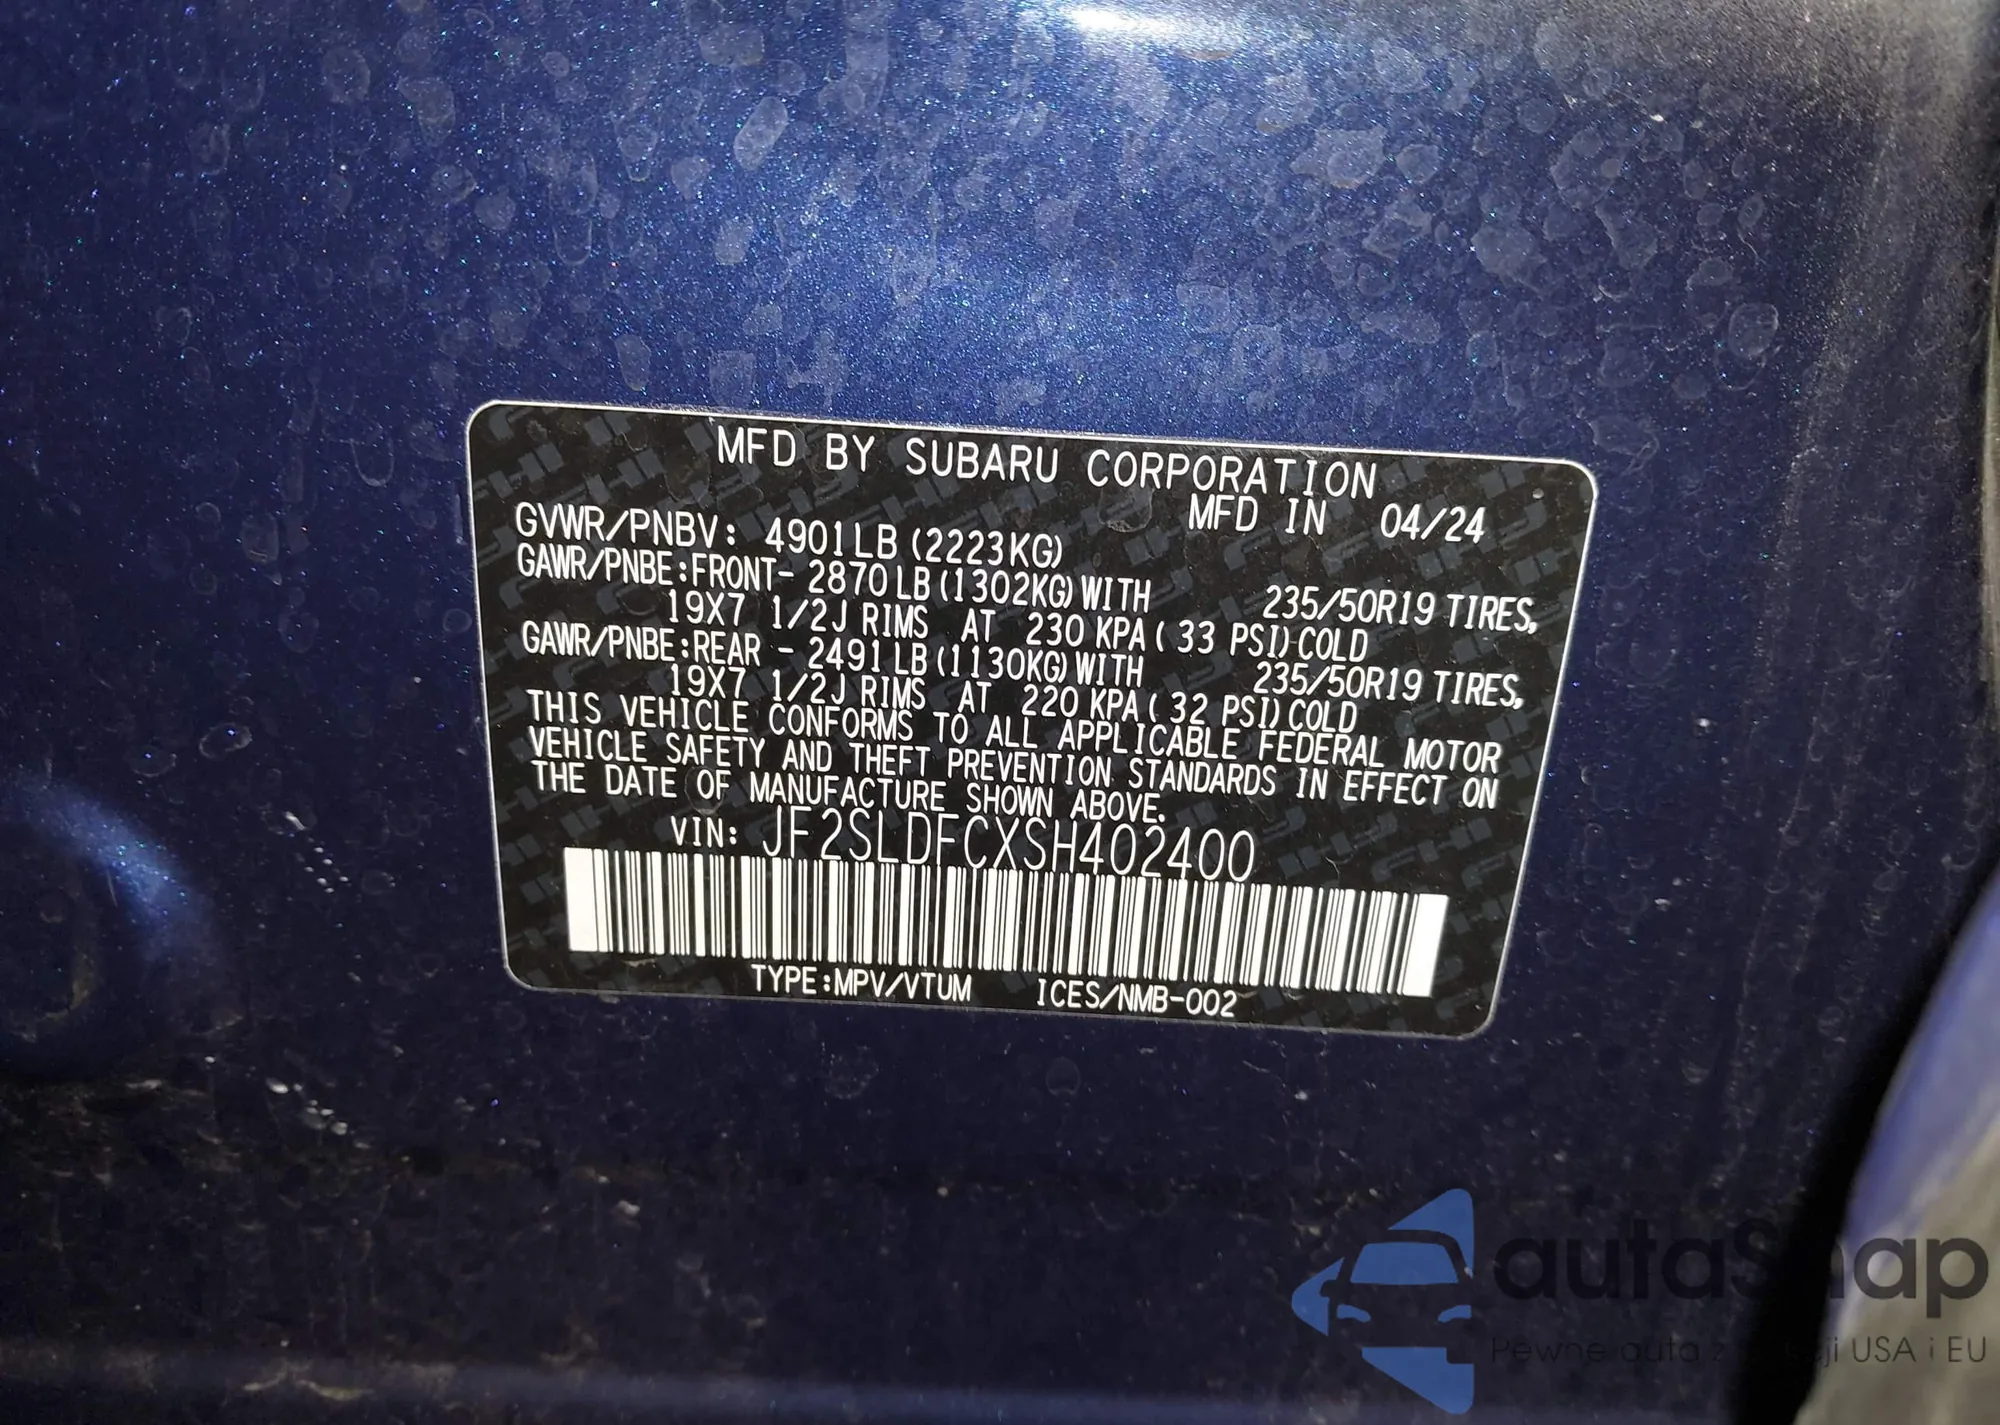 MFD BY SUBARU CORPORATION
MFD IN 04/24
GVWR/PNBV: 4901LB (2223KG)
GAWR/PNBE:FRONT- 2870LB(1302KG)WITH 235/50R19 TIRES,
19X7 1/2J RIMS AT 230 KPA( 33 PSI)COLD
GAWR/PNBE:REAR - 2491LB(1130KG)WITH 235/50R19 TIRES,
19X7 1/2J RIMS AT 220 KPA( 32 PSI)COLD
THIS VEHICLE CONFORMS TO ALL APPLICABLE FEDERAL MOTOR
VEHICLE SAFETY AND THEFT PREVENTION STANDARDS IN EFFECT ON
THE DATE OF MANUFACTURE SHOWN ABOVE.
VIN: JF2SLDFCXSH402400
TYPE:MPV/VTUM ICES/NMB-002
autaSnap
Pewne auta z USA i EU